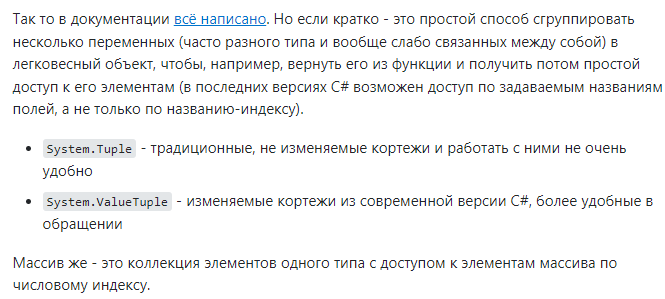 Так то в документации всё написано. Но если кратко - это простой способ сгруппировать
несколько переменных (часто разного типа и вообще слабо связанных между собой) в
легковесный объект, чтобы, например, вернуть его из функции и получить потом простой
доступ к его элементам (в последних версиях C# возможен доступ по задаваемым названиям
полей, а не только по названию-индексу).
• System.Tuple - традиционные, не изменяемые кортежи и работать с ними не очень
удобно
• System.ValueTuple - изменяемые кортежи из современной версии C#, более удобные в
обращении
Массив же - это коллекция элементов одного типа с доступом к элементам массива по
числовому индексу.